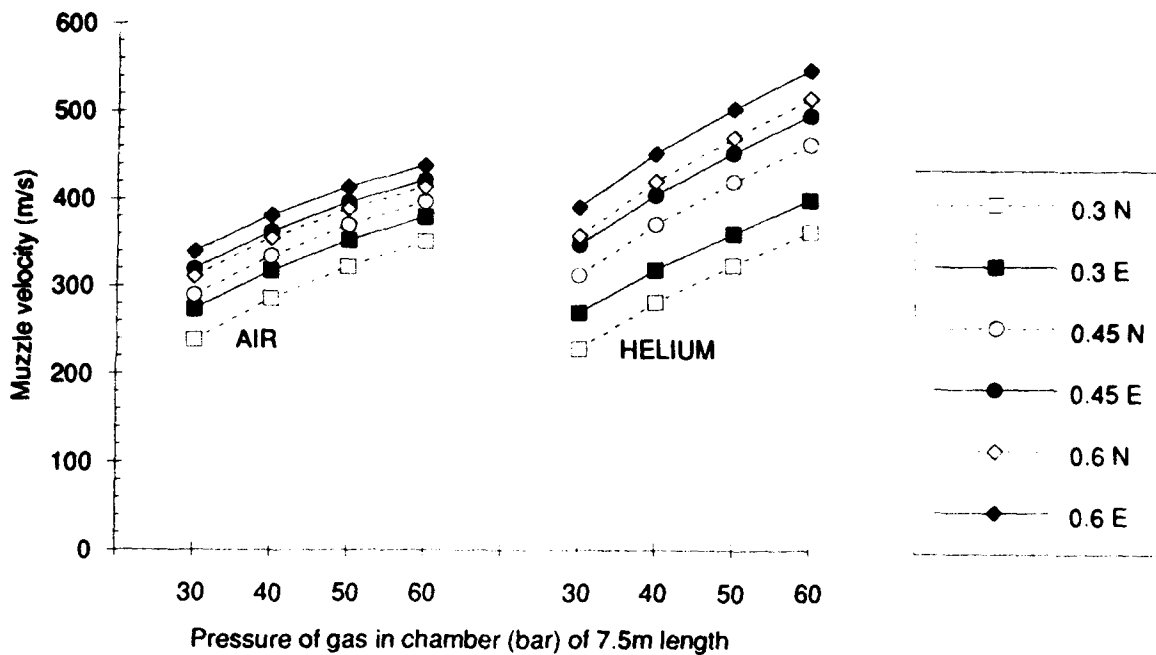 600
500
400
300
200
100
0
Muzzle velocity (m/s)
AIR
HELIUM
30 40 50 60 30 40 50 60
Pressure of gas in chamber (bar) of 7.5m length
0.3 N
0.3 E
0.45 N
0.45 E
0.6 N
0.6 E